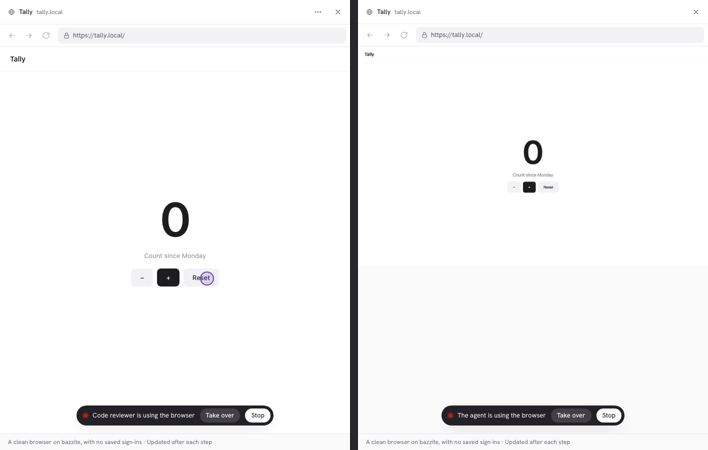 Tally tally.local
https://tally.local/
Tally
0
Count since Monday
− + Reset
Code reviewer is using the browser Take over Stop
A clean browser on bazzite, with no saved sign-ins · Updated after each step
Tally tally.local
https://tally.local/
Tally
0
Count since Monday
− + Reset
The agent is using the browser Take over Stop
A clean browser on bazzite, with no saved sign-ins · Updated after each step